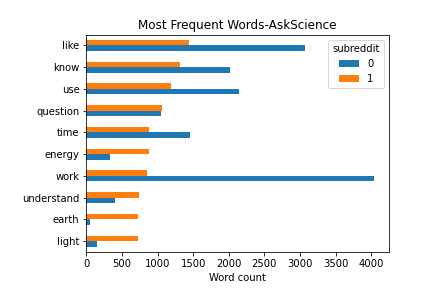 Most Frequent Words-AskScience
like
know
use
question
time
energy
work
understand
earth
light
subreddit
0
1
0 500 1000 1500 2000 2500 3000 3500 4000
Word count